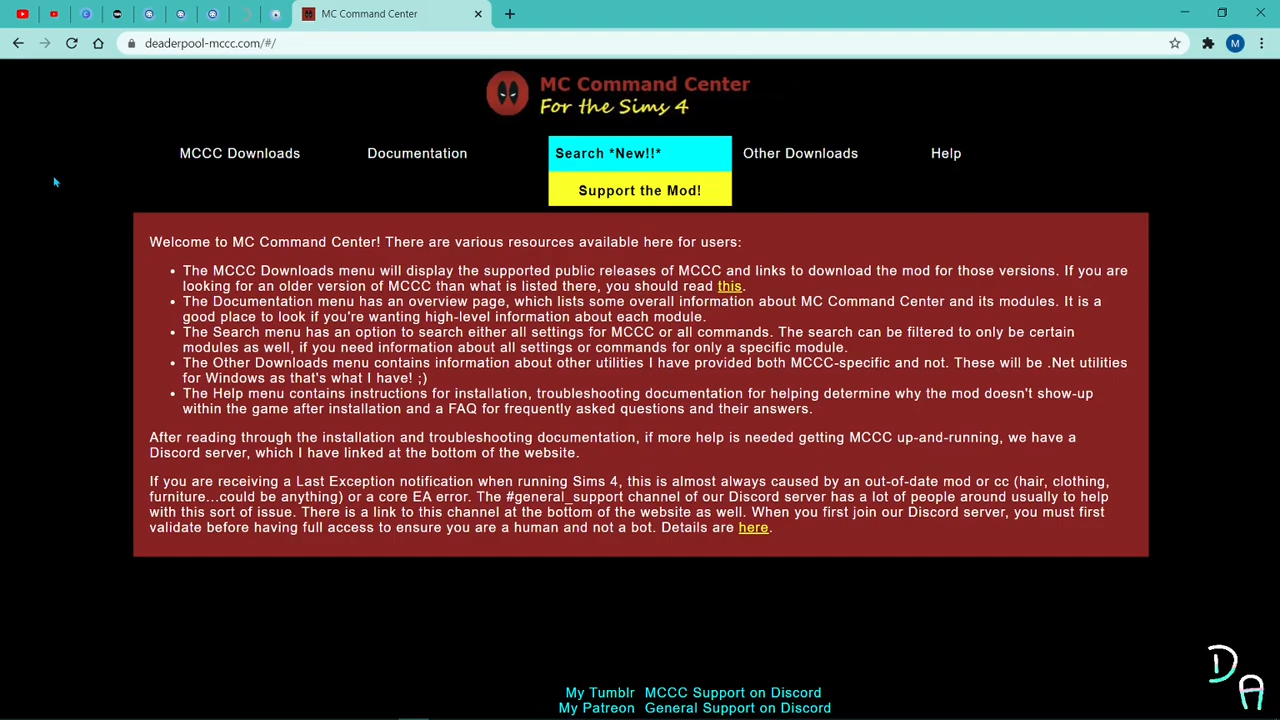 MC Command Center
M
deaderpool-mccc.com/#/
MC Command Center
For the Sims 4
MCCC Downloads
Documentation
Search *New!!*
Other Downloads
Help
Support the Mod!
Welcome to MC Command Center! There are various resources available here for users:
The MCCC Downloads menu will display the supported public releases of MCCC and links to download the mod for those versions. If you are
looking for an older version of MCCC than what is listed there, you should read this.
The Documentation menu has an overview page, which lists some overall information about MC Command Center and its modules. It is a
good place to look if you're wanting high-level information about each module.
The Search menu has an option to search either all settings for MCCC or all commands. The search can be filtered to only be certain
modules as well, if you need information about all settings or commands for only a specific module.
The Other Downloads menu contains information about other utilities I have provided both MCCC-specific and not. These will be .Net utilities
for Windows as that's what I have! ;)
The Help menu contains instructions for installation, troubleshooting documentation for helping determine why the mod doesn't show-up
within the game after installation and a FAQ for frequently asked questions and their answers.
After reading through the installation and troubleshooting documentation, if more help is needed getting MCCC up-and-running, we have a
Discord server, which I have linked at the bottom of the website.
If you are receiving a Last Exception notification when running Sims 4, this is almost always caused by an out-of-date mod or cc (hair, clothing,
furniture...could be anything) or a core EA error. The #general_support channel of our Discord server has a lot of people around usually to help
with this sort of issue. There is a link to this channel at the bottom of the website as well. When you first join our Discord server, you must first
validate before having full access to ensure you are a human and not a bot. Details are here.
My Tumblr MCCC Support on Discord
My Patreon General Support on Discord
DA